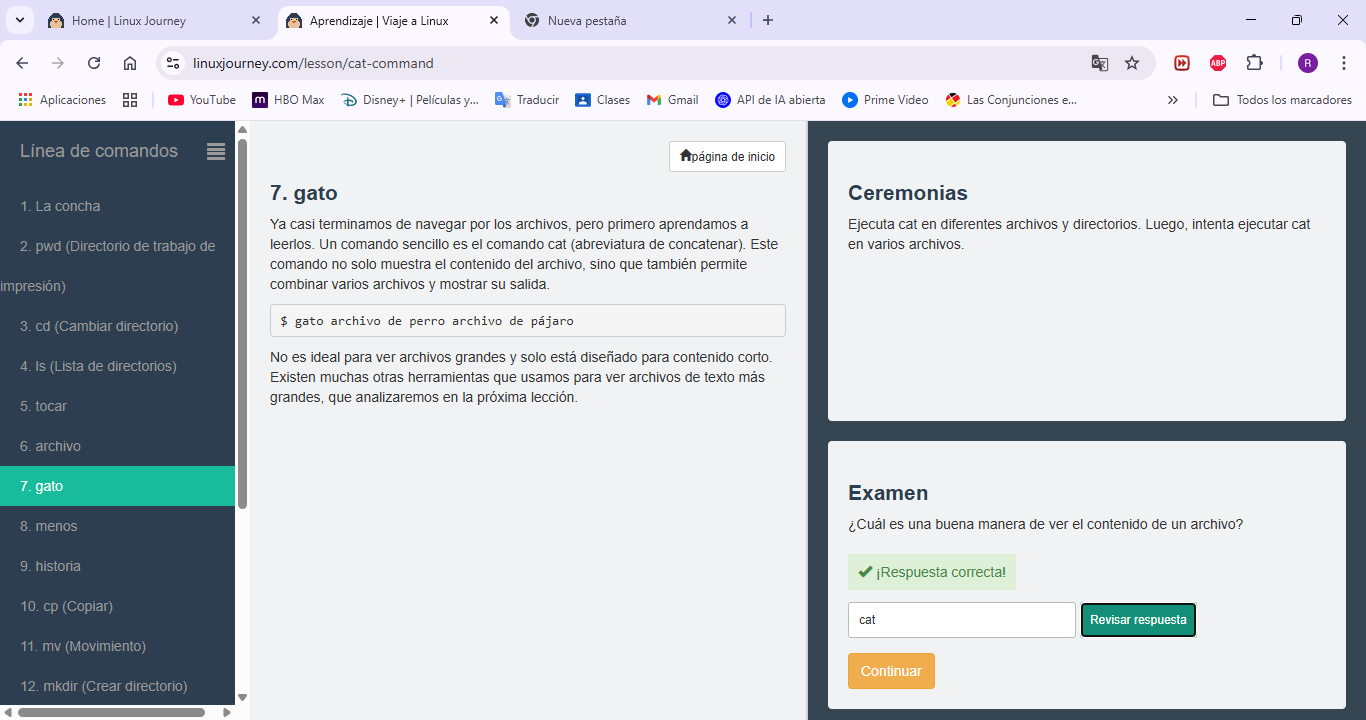 Home | Linux Journey
Aprendizaje | Viaje a Linux
Nueva pestaña
linuxjourney.com/lesson/cat-command
ABP
R
Aplicaciones
YouTube
HBO Max
Disney+ | Películas y...
Traducir
Clases
Gmail
API de IA abierta
Prime Video
Las Conjunciones e...
Todos los marcadores
Línea de comandos
1. La concha
2. pwd (Directorio de trabajo de
impresión)
3. cd (Cambiar directorio)
4. ls (Lista de directorios)
5. tocar
6. archivo
7. gato
8. menos
9. historia
10. cp (Copiar)
11. mv (Movimiento)
12. mkdir (Crear directorio)
página de inicio
7. gato
Ya casi terminamos de navegar por los archivos, pero primero aprendamos a
leerlos. Un comando sencillo es el comando cat (abreviatura de concatenar). Este
comando no solo muestra el contenido del archivo, sino que también permite
combinar varios archivos y mostrar su salida.
$ gato archivo de perro archivo de pájaro
No es ideal para ver archivos grandes y solo está diseñado para contenido corto.
Existen muchas otras herramientas que usamos para ver archivos de texto más
grandes, que analizaremos en la próxima lección.
Ceremonias
Ejecuta cat en diferentes archivos y directorios. Luego, intenta ejecutar cat
en varios archivos.
Examen
¿Cuál es una buena manera de ver el contenido de un archivo?
¡Respuesta correcta!
cat
Revisar respuesta
Continuar